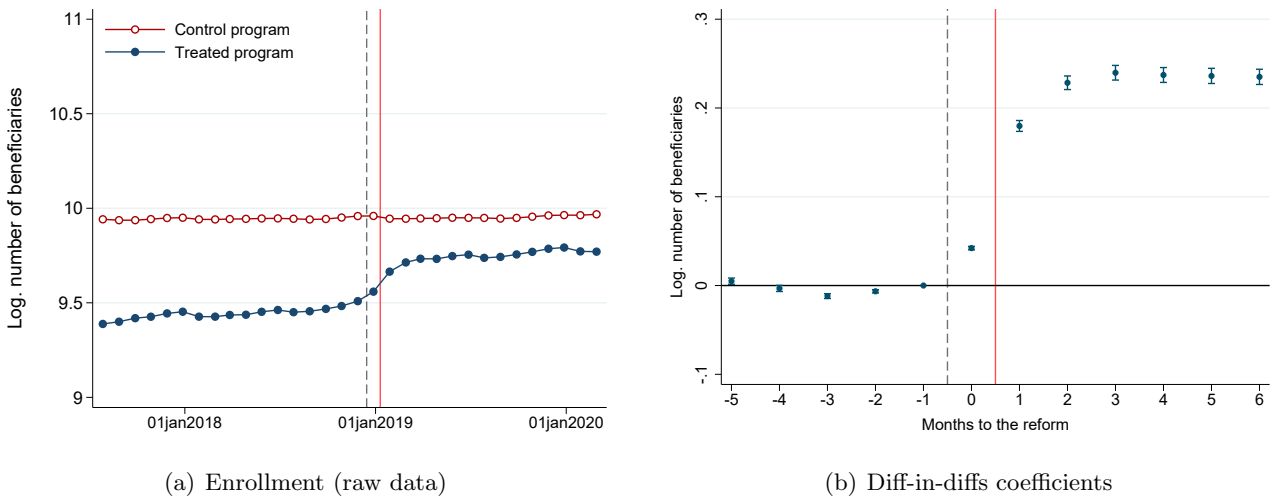 Control program
Treated program
Log. number of beneficiaries
11
10.5
10
9.5
9
01jan2018 01jan2019 01jan2020
(a) Enrollment (raw data)
Log. number of beneficiaries
.3
.2
.1
0
-.1
-5 -4 -3 -2 -1 0 1 2 3 4 5 6
Months to the reform
(b) Diff-in-diffs coefficients